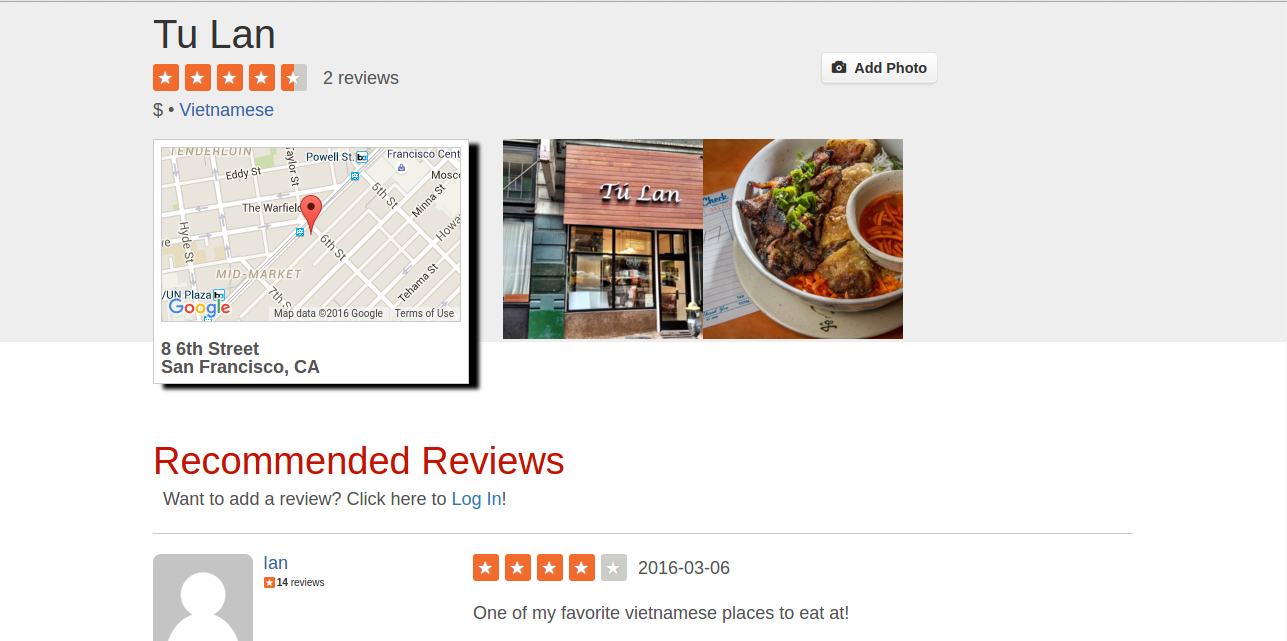 Tu Lan
2 reviews
Add Photo
$ • Vietnamese
TENDERLOIN
Powell St.
Francisco Cent
Taylor St
Eddy St
5th St
Mosco
Minna St
The Warfield
Howa
Hyde St
6th St
MID-MARKET
Tehama St
7th St
/UN Plaza
Google
Map data ©2016 Google
Terms of Use
Tú Lan
Check
8 6th Street
San Francisco, CA
Recommended Reviews
Want to add a review? Click here to Log In!
Ian
14 reviews
2016-03-06
One of my favorite vietnamese places to eat at!